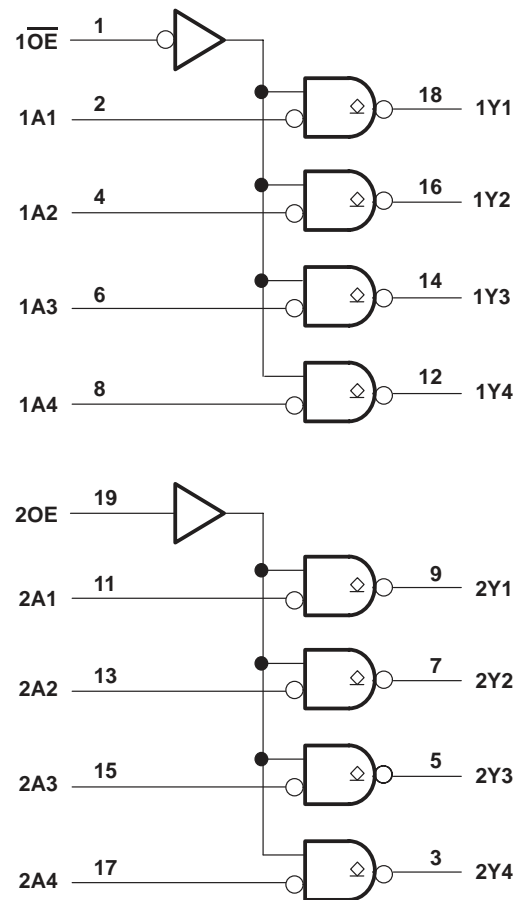 1O̅E̅ 1
1A1 2 18 1Y1
1A2 4 16 1Y2
1A3 6 14 1Y3
1A4 8 12 1Y4
2OE 19
2A1 11 9 2Y1
2A2 13 7 2Y2
2A3 15 5 2Y3
2A4 17 3 2Y4